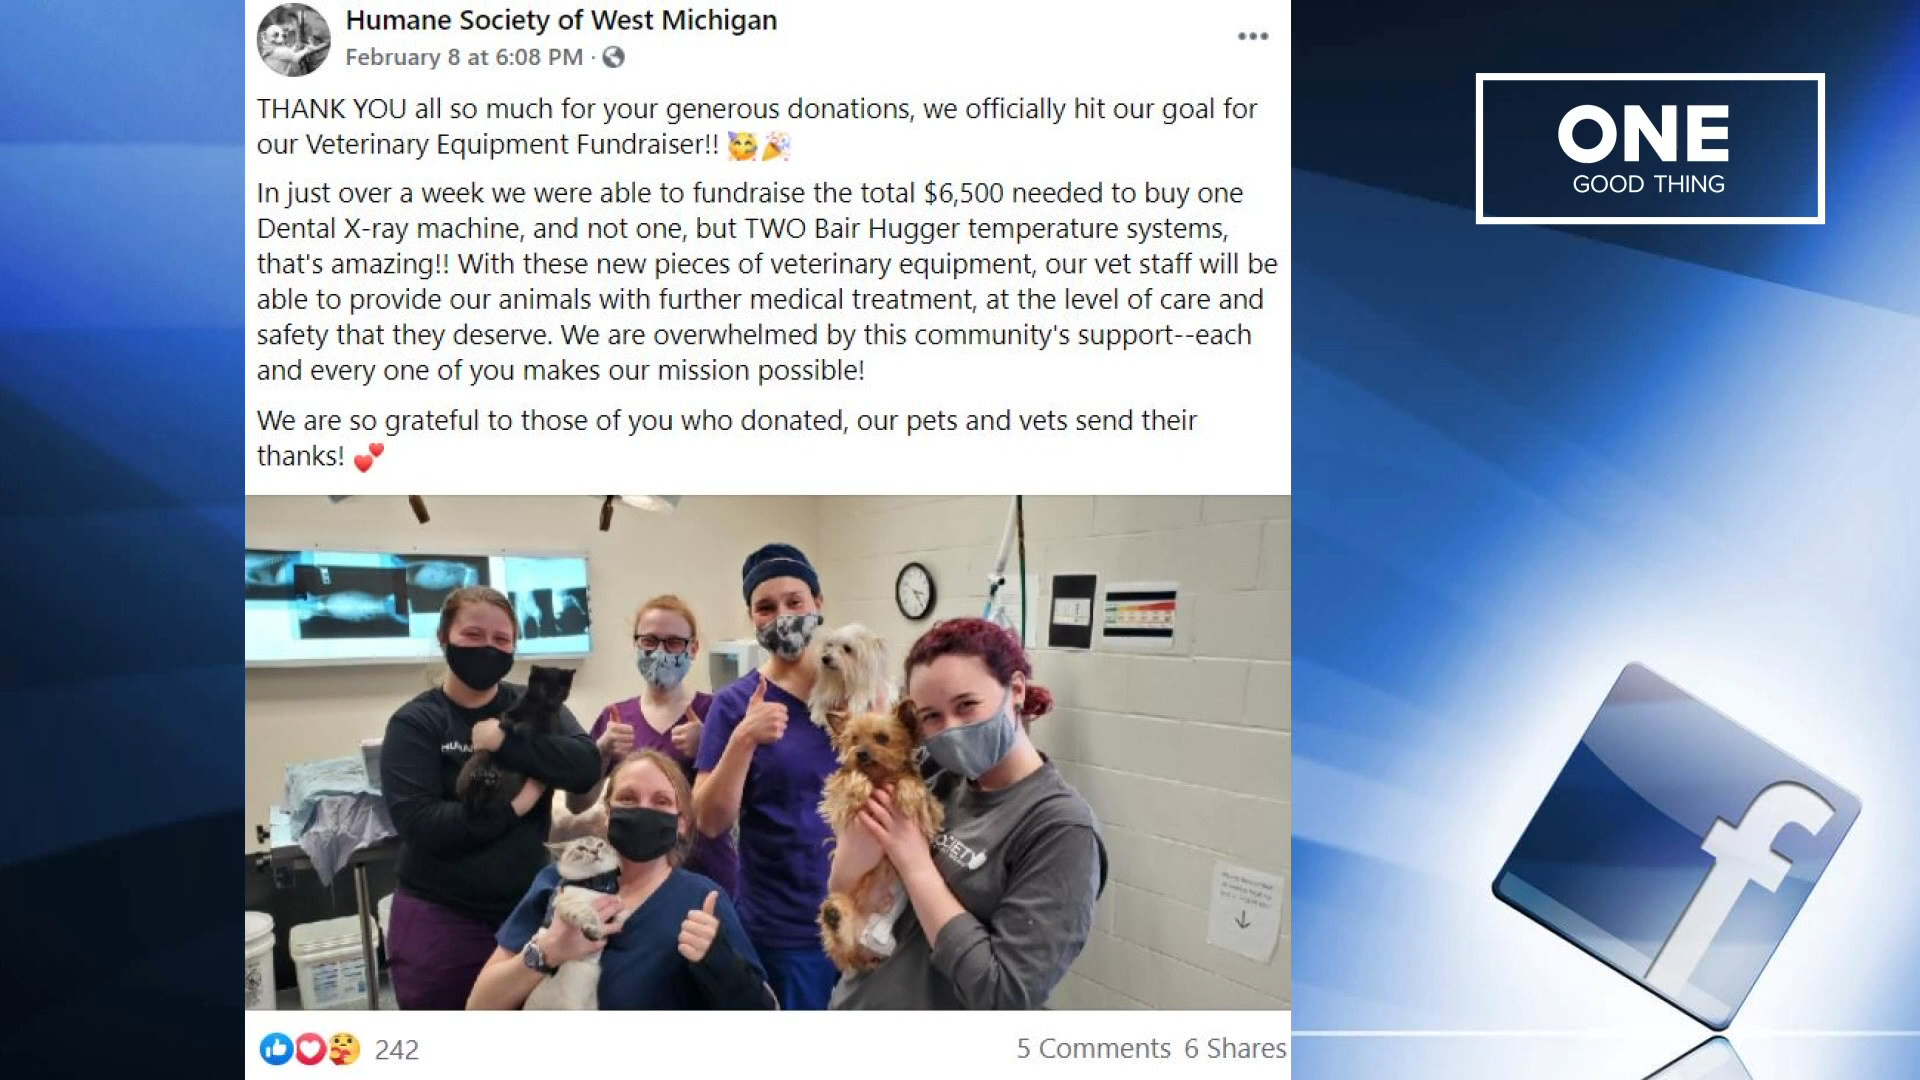 Humane Society of West Michigan
February 8 at 6:08 PM ·
THANK YOU all so much for your generous donations, we officially hit our goal for
our Veterinary Equipment Fundraiser!! 🥳🎉
In just over a week we were able to fundraise the total $6,500 needed to buy one
Dental X-ray machine, and not one, but TWO Bair Hugger temperature systems,
that's amazing!! With these new pieces of veterinary equipment, our vet staff will be
able to provide our animals with further medical treatment, at the level of care and
safety that they deserve. We are overwhelmed by this community's support--each
and every one of you makes our mission possible!
We are so grateful to those of you who donated, our pets and vets send their
thanks! 💕
242
5 Comments 6 Shares
ONE
GOOD THING
f